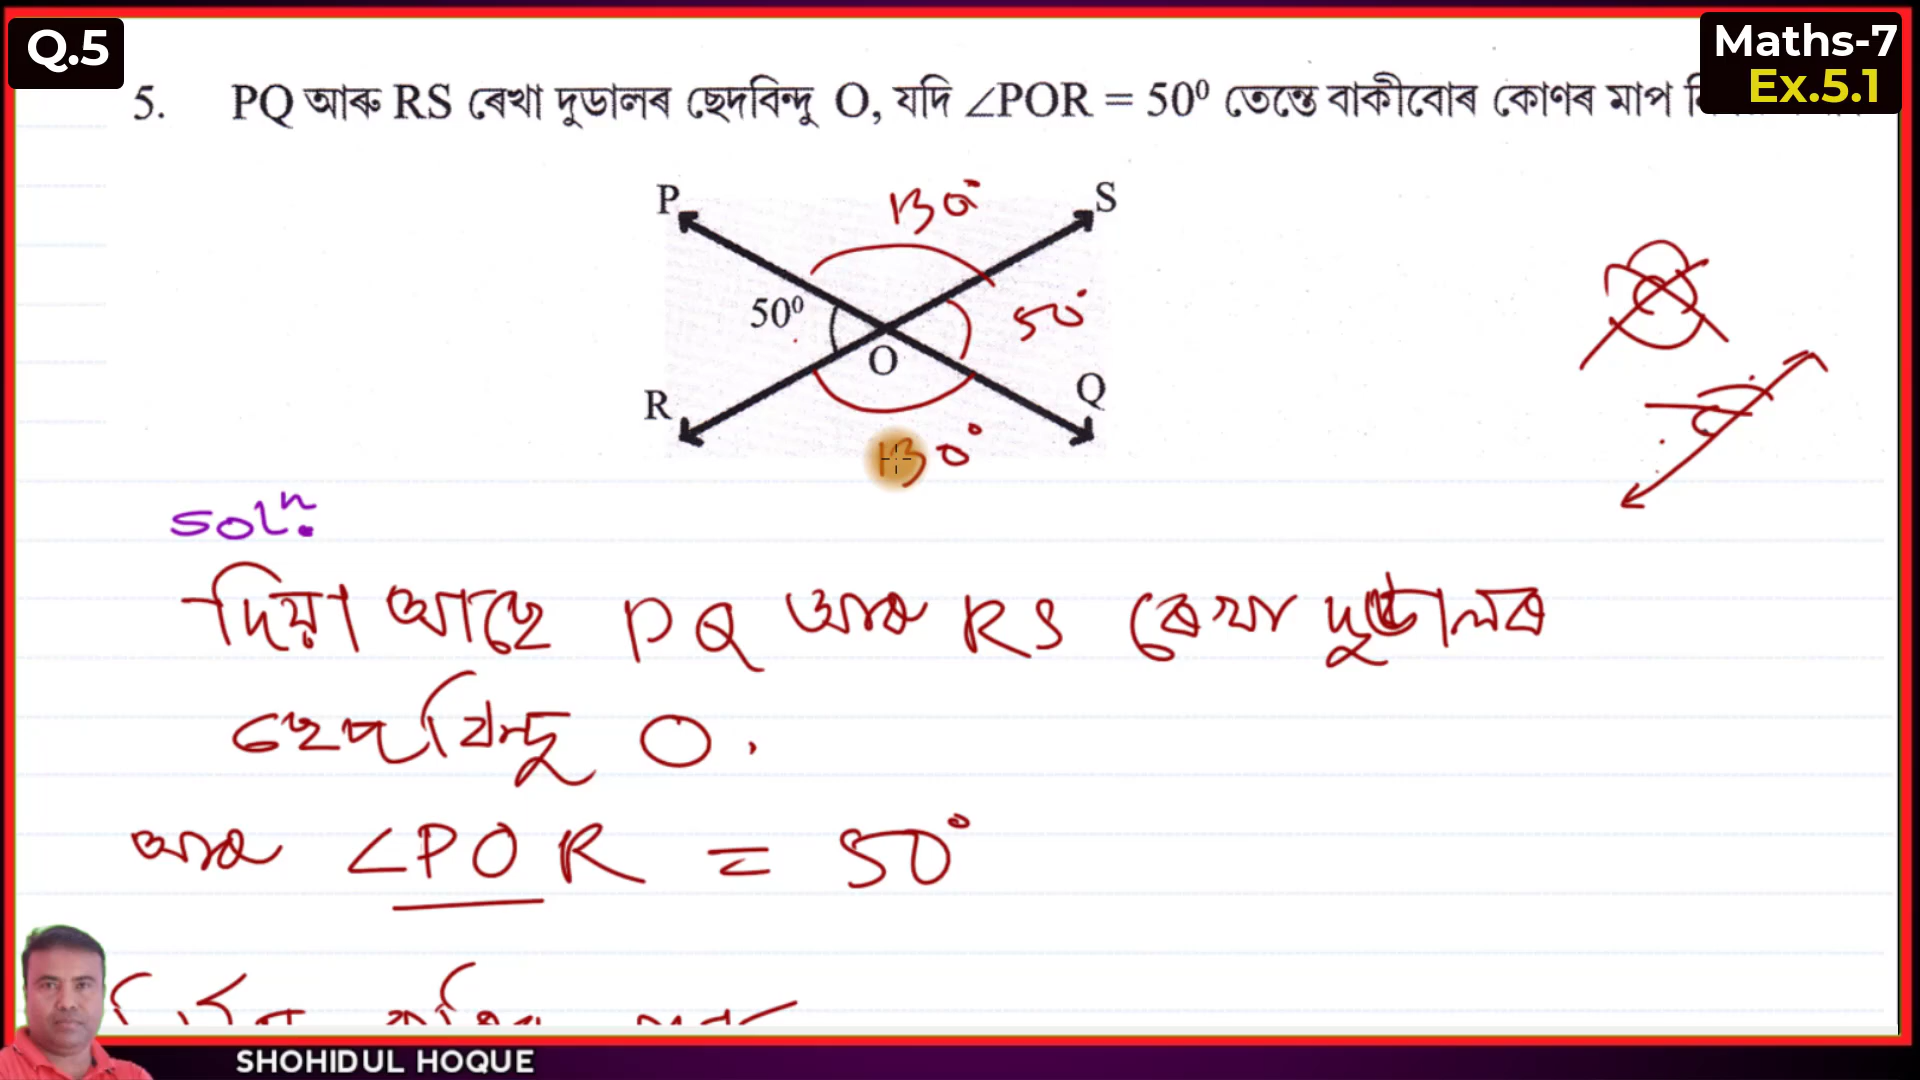 Q.5
Maths-7
Ex.5.1
5. PQ আৰু RS ৰেখা দুডালৰ ছেদবিন্দু O, যদি ∠POR = 50⁰ তেন্তে বাকীবোৰ কোণৰ মাপ
P
130°
S
50⁰
50°
O
R
Q
130°
Solⁿ:
দিয়া আছে PQ আৰু RS ৰেখা দুডালৰ
ছেদবিন্দু O.
আৰু ∠POR = 50°
SHOHIDUL HOQUE